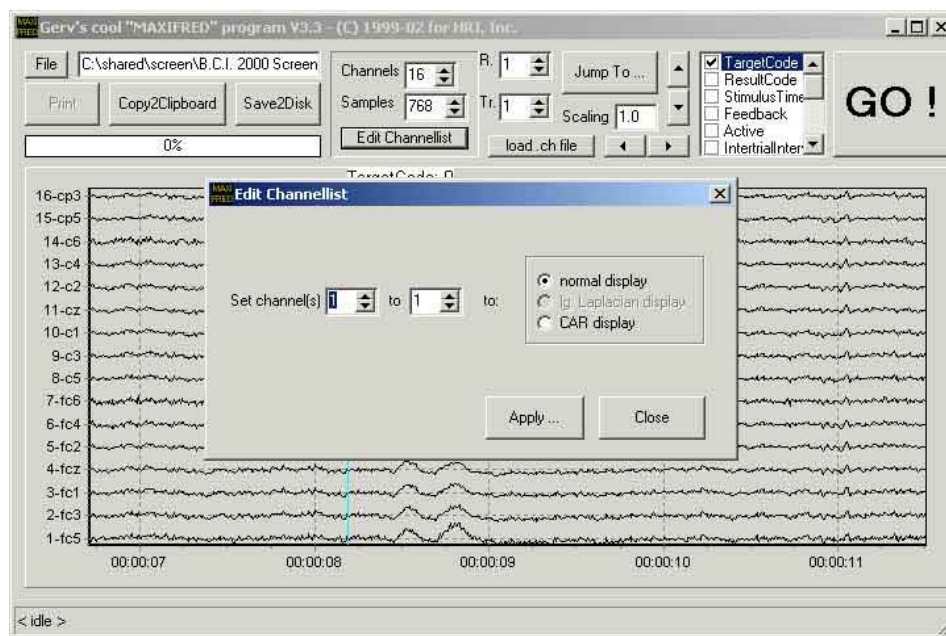 Gerv's cool "MAXIFRED" program V3.3 - (C) 1999-02 for HRI, Inc.
File C:\shared\screen\B.C.I. 2000 Screen
Print Copy2Clipboard Save2Disk
0%
Channels 16
Samples 768
Edit Channellist
R. 1
Tr. 1
Jump To ...
Scaling 1.0
load .ch file
TargetCode
ResultCode
StimulusTime
Feedback
Active
IntertrialInter
GO !
TargetCode: 0
MAXI
FRED
Edit Channellist
Set channel(s) 1 to 1 to:
normal display
lg. Laplacian display
CAR display
Apply ...
Close
16-cp3
15-cp5
14-c6
13-c4
12-c2
11-cz
10-c1
9-c3
8-c5
7-fc6
6-fc4
5-fc2
4-fcz
3-fc1
2-fc3
1-fc5
00:00:07 00:00:08 00:00:09 00:00:10 00:00:11
< idle >